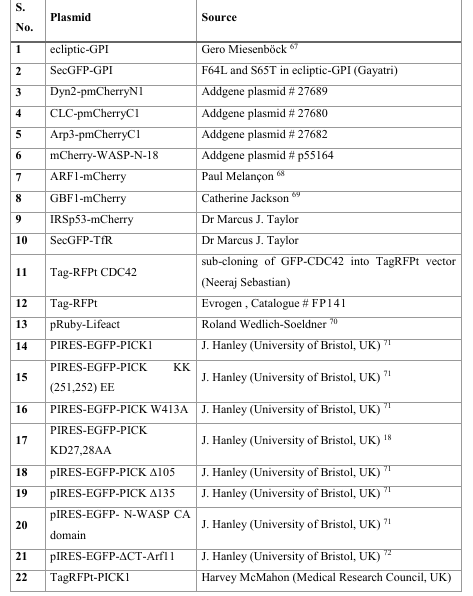 S. No. Plasmid Source
1 ecliptic-GPI Gero Miesenböck 67
2 SecGFP-GPI F64L and S65T in ecliptic-GPI (Gayatri)
3 Dyn2-pmCherryN1 Addgene plasmid # 27689
4 CLC-pmCherryC1 Addgene plasmid # 27680
5 Arp3-pmCherryC1 Addgene plasmid # 27682
6 mCherry-WASP-N-18 Addgene plasmid # p55164
7 ARF1-mCherry Paul Melançon 68
8 GBF1-mCherry Catherine Jackson 69
9 IRSp53-mCherry Dr Marcus J. Taylor
10 SecGFP-TfR Dr Marcus J. Taylor
11 Tag-RFPt CDC42 sub-cloning of GFP-CDC42 into TagRFPt vector
(Neeraj Sebastian)
12 Tag-RFPt Evrogen , Catalogue # FP141
13 pRuby-Lifeact Roland Wedlich-Soeldner 70
14 PIRES-EGFP-PICK1 J. Hanley (University of Bristol, UK) 71
15 PIRES-EGFP-PICK KK
(251,252) EE J. Hanley (University of Bristol, UK) 71
16 PIRES-EGFP-PICK W413A J. Hanley (University of Bristol, UK) 71
17 PIRES-EGFP-PICK
KD27,28AA J. Hanley (University of Bristol, UK) 18
18 pIRES-EGFP-PICK Δ105 J. Hanley (University of Bristol, UK) 71
19 pIRES-EGFP-PICK Δ135 J. Hanley (University of Bristol, UK) 71
20 pIRES-EGFP- N-WASP CA
domain J. Hanley (University of Bristol, UK) 71
21 pIRES-EGFP-ΔCT-Arf11 J. Hanley (University of Bristol, UK) 72
22 TagRFPt-PICK1 Harvey McMahon (Medical Research Council, UK)